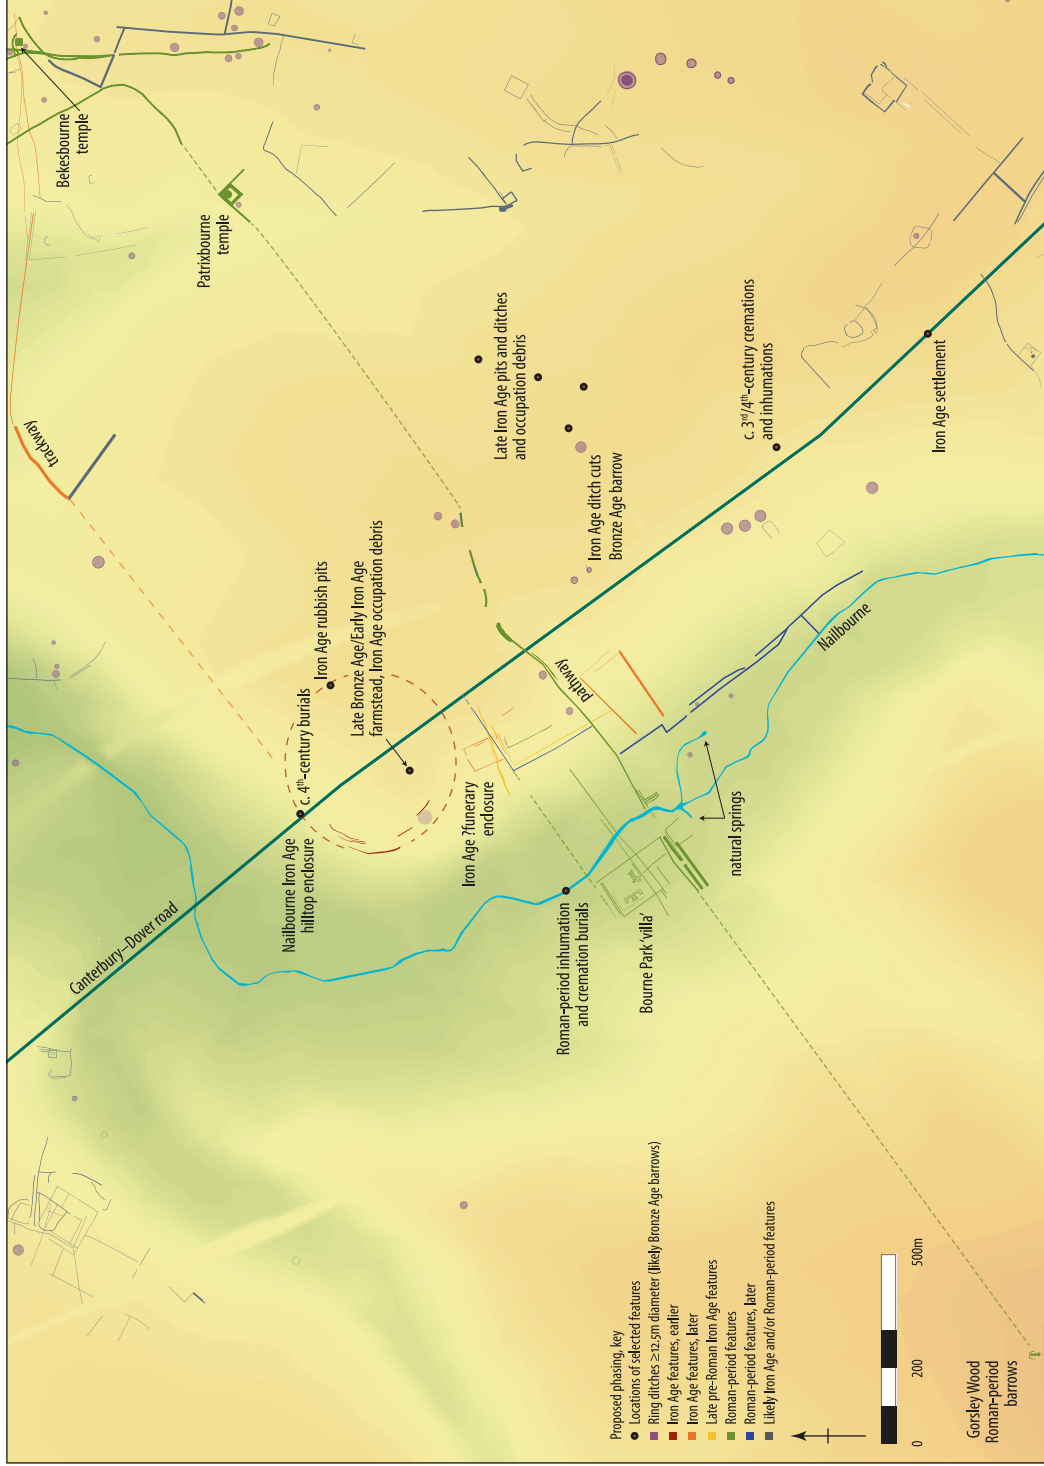 Bekesbourne
temple
Patrixbourne
temple
trackway
Late Iron Age pits and ditches
and occupation debris
c. 3rd/4th-century cremations
and inhumations
Iron Age settlement
Iron Age ditch cuts
Bronze Age barrow
Iron Age rubbish pits
Late Bronze Age/Early Iron Age
farmstead, Iron Age occupation debris
c. 4th-century burials
Nailbourne Iron Age
hilltop enclosure
Canterbury–Dover road
Iron Age ?funerary
enclosure
pathway
Nailbourne
natural springs
Roman-period inhumation
and cremation burials
Bourne Park ‘villa’
Proposed phasing, key
Locations of selected features
Ring ditches ≥12.5m diameter (likely Bronze Age barrows)
Iron Age features, earlier
Iron Age features, later
Late pre-Roman Iron Age features
Roman-period features
Roman-period features, later
Likely Iron Age and/or Roman-period features
0 200 500m
Gorsley Wood
Roman-period
barrows